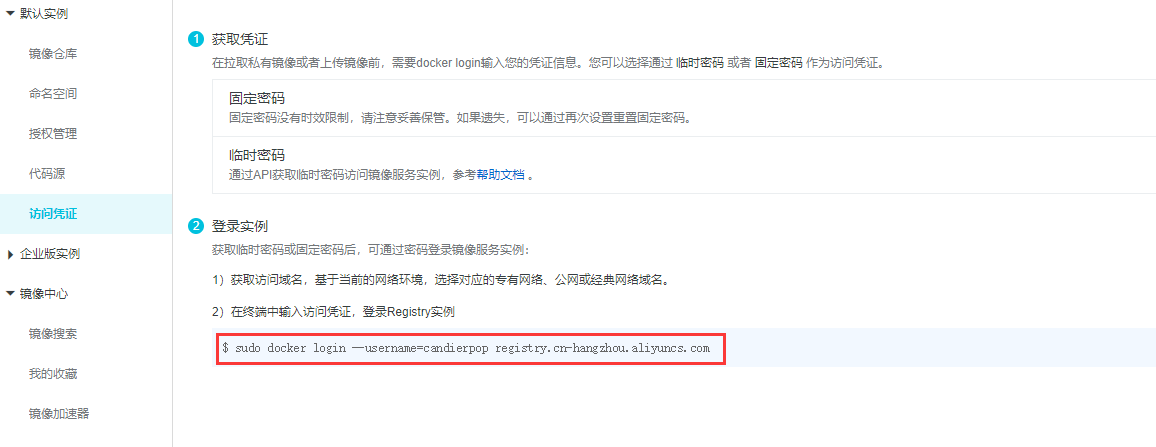 默认实例
镜像仓库
命名空间
授权管理
代码源
访问凭证
企业版实例
镜像中心
镜像搜索
我的收藏
镜像加速器
1 获取凭证
在拉取私有镜像或者上传镜像前，需要docker login输入您的凭证信息。您可以选择通过 临时密码 或者 固定密码 作为访问凭证。
固定密码
固定密码没有时效限制，请注意妥善保管。如果遗失，可以通过再次设置重置固定密码。
临时密码
通过API获取临时密码访问镜像服务实例，参考帮助文档 。
2 登录实例
获取临时密码或固定密码后，可通过密码登录镜像服务实例：
1）获取访问域名，基于当前的网络环境，选择对应的专有网络、公网或经典网络域名。
2）在终端中输入访问凭证，登录Registry实例
$ sudo docker login --username=candierpop registry.cn-hangzhou.aliyuncs.com